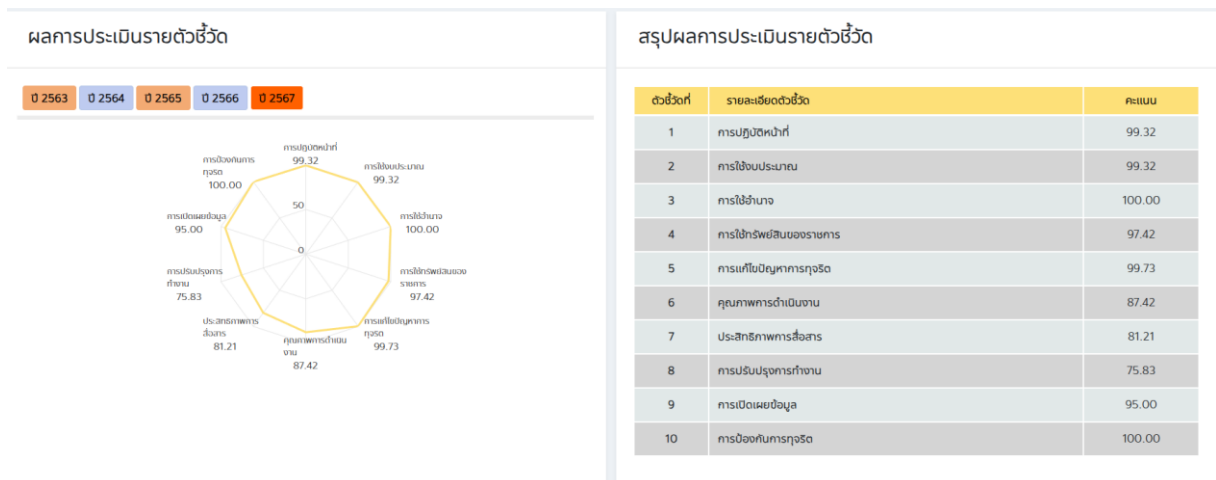 ผลการประเมินรายตัวชี้วัด
ปี 2563 ปี 2564 ปี 2565 ปี 2566 ปี 2567
การปฏิบัติหน้าที่
99.32
การใช้งบประมาณ
99.32
การใช้อำนาจ
100.00
การใช้ทรัพย์สินของ
ราชการ
97.42
การแก้ไขปัญหาการ
ทุจริต
99.73
คุณภาพการดำเนิน
งาน
87.42
ประสิทธิภาพการ
สื่อสาร
81.21
การปรับปรุงการ
ทำงาน
75.83
การเปิดเผยข้อมูล
95.00
การป้องกันการ
ทุจริต
100.00
50
0
สรุปผลการประเมินรายตัวชี้วัด
ตัวชี้วัดที่ รายละเอียดตัวชี้วัด คะแนน
1 การปฏิบัติหน้าที่ 99.32
2 การใช้งบประมาณ 99.32
3 การใช้อำนาจ 100.00
4 การใช้ทรัพย์สินของราชการ 97.42
5 การแก้ไขปัญหาการทุจริต 99.73
6 คุณภาพการดำเนินงาน 87.42
7 ประสิทธิภาพการสื่อสาร 81.21
8 การปรับปรุงการทำงาน 75.83
9 การเปิดเผยข้อมูล 95.00
10 การป้องกันการทุจริต 100.00